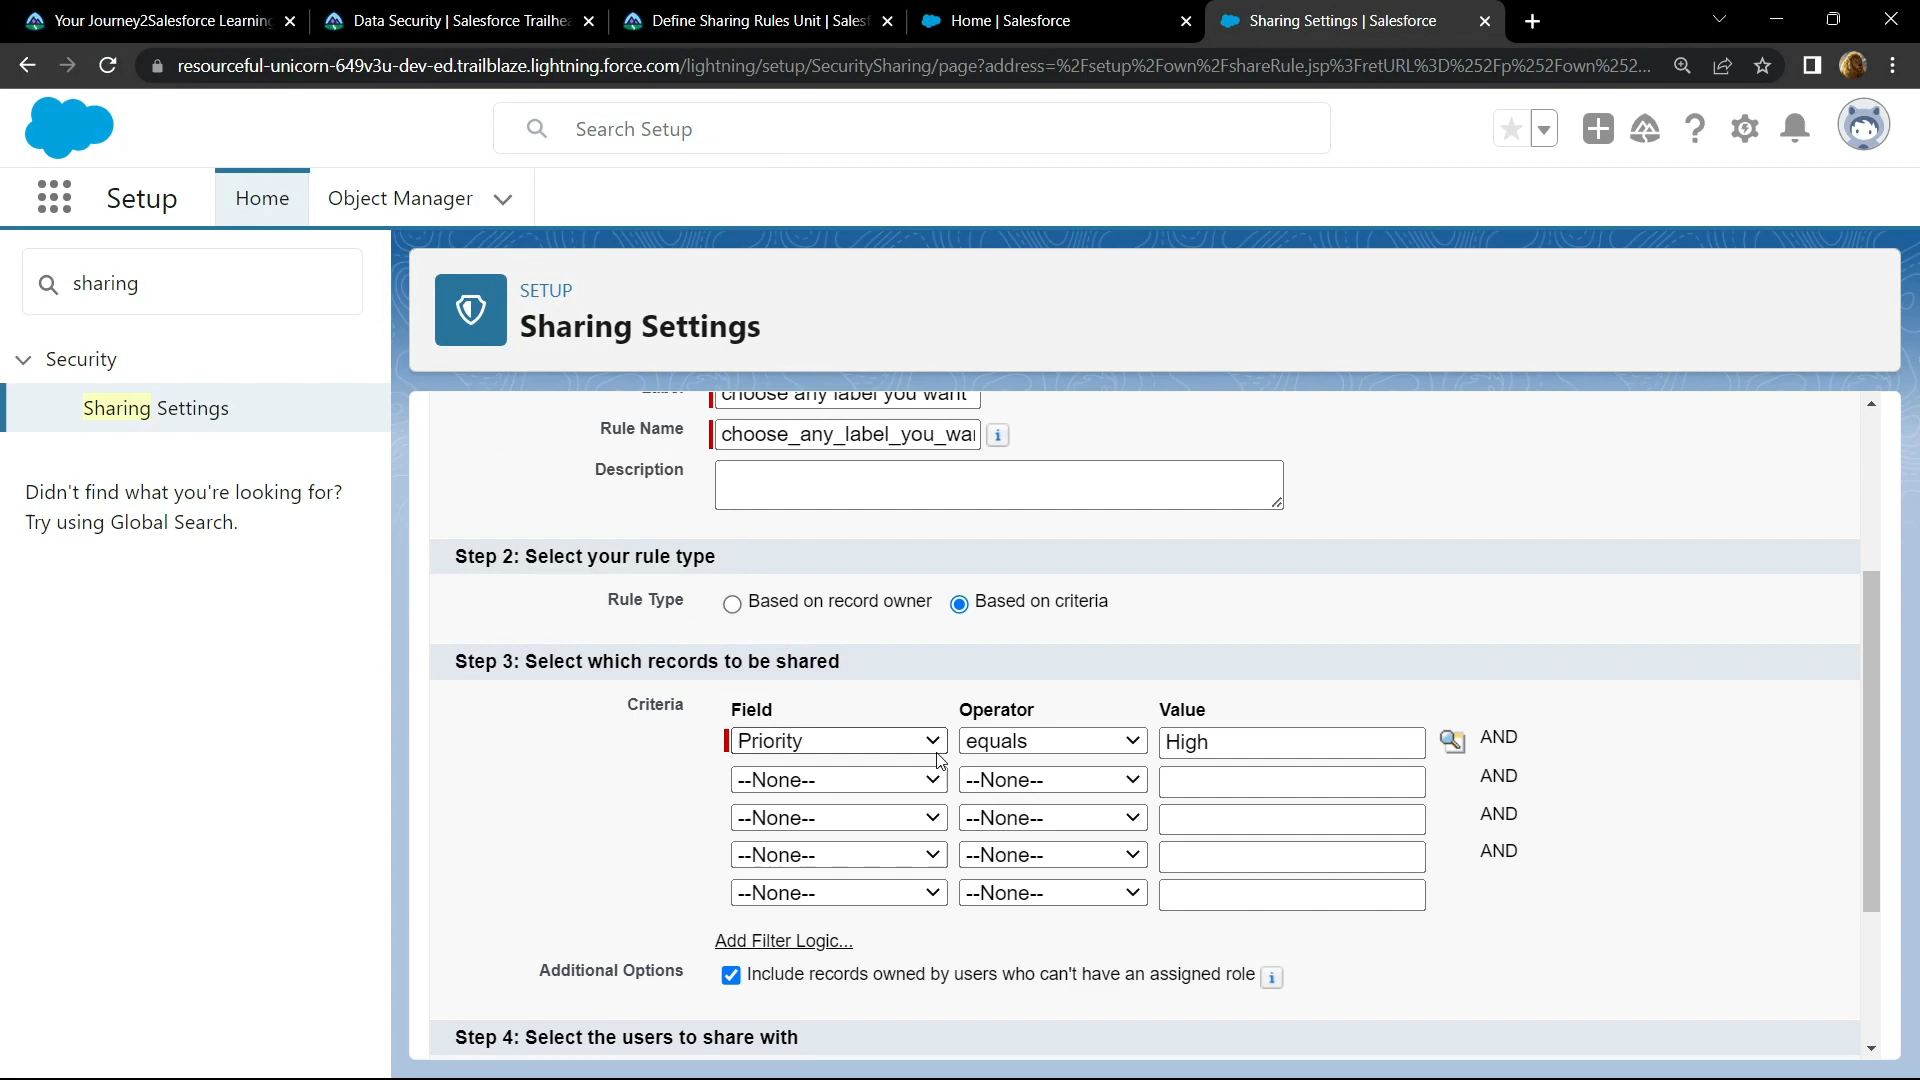 Your Journey2Salesforce Learning
Data Security | Salesforce Trailhe
Define Sharing Rules Unit | Salesf
Home | Salesforce
Sharing Settings | Salesforce
resourceful-unicorn-649v3u-dev-ed.trailblaze.lightning.force.com/lightning/setup/SecuritySharing/page?address=%2Fsetup%2Fown%2FshareRule.jsp%3FretURL%3D%252Fp%252Fown%252...
Search Setup
Setup
Home
Object Manager
sharing
Security
Sharing Settings
Didn't find what you're looking for?
Try using Global Search.
SETUP
Sharing Settings
choose any label you want
Rule Name
choose_any_label_you_wa
Description
Step 2: Select your rule type
Rule Type
Based on record owner
Based on criteria
Step 3: Select which records to be shared
Criteria
Field Operator Value
Priority equals High AND
--None-- --None-- AND
--None-- --None-- AND
--None-- --None-- AND
--None-- --None--
Add Filter Logic...
Additional Options
Include records owned by users who can't have an assigned role
Step 4: Select the users to share with